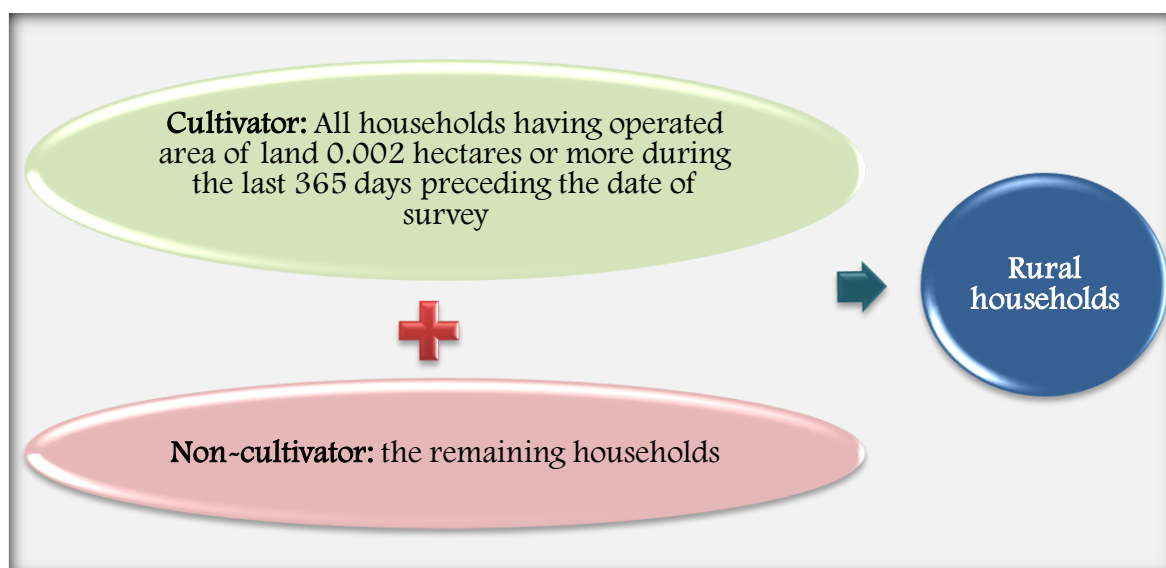 Cultivator: All households having operated
area of land 0.002 hectares or more during
the last 365 days preceding the date of
survey
Rural
households
Non-cultivator: the remaining households